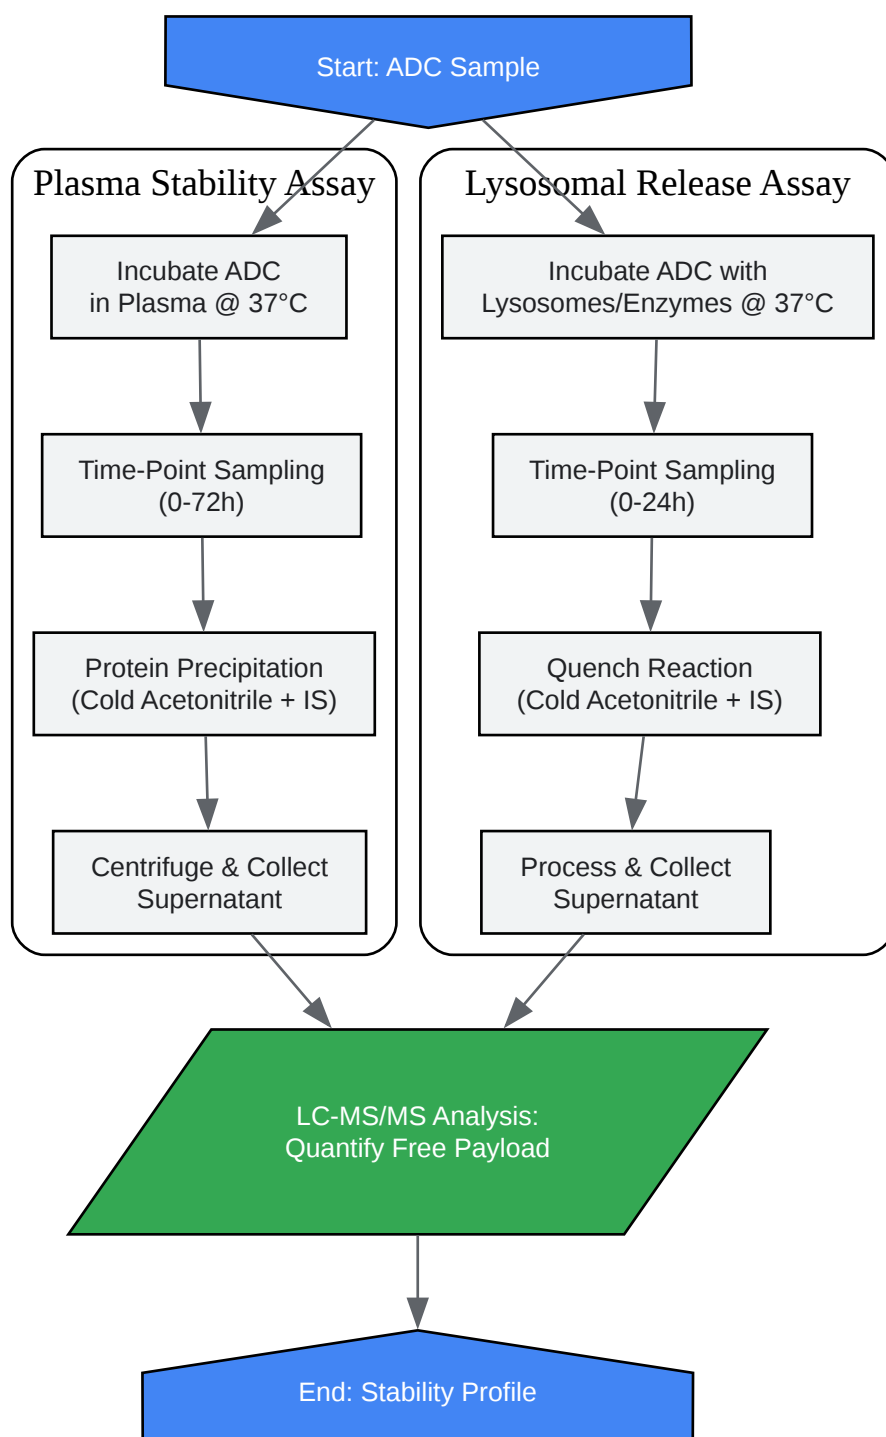 Start: ADC Sample
Plasma Stability Assay
Incubate ADC
in Plasma @ 37°C
Time-Point Sampling
(0-72h)
Protein Precipitation
(Cold Acetonitrile + IS)
Centrifuge & Collect
Supernatant
Lysosomal Release Assay
Incubate ADC with
Lysosomes/Enzymes @ 37°C
Time-Point Sampling
(0-24h)
Quench Reaction
(Cold Acetonitrile + IS)
Process & Collect
Supernatant
LC-MS/MS Analysis:
Quantify Free Payload
End: Stability Profile